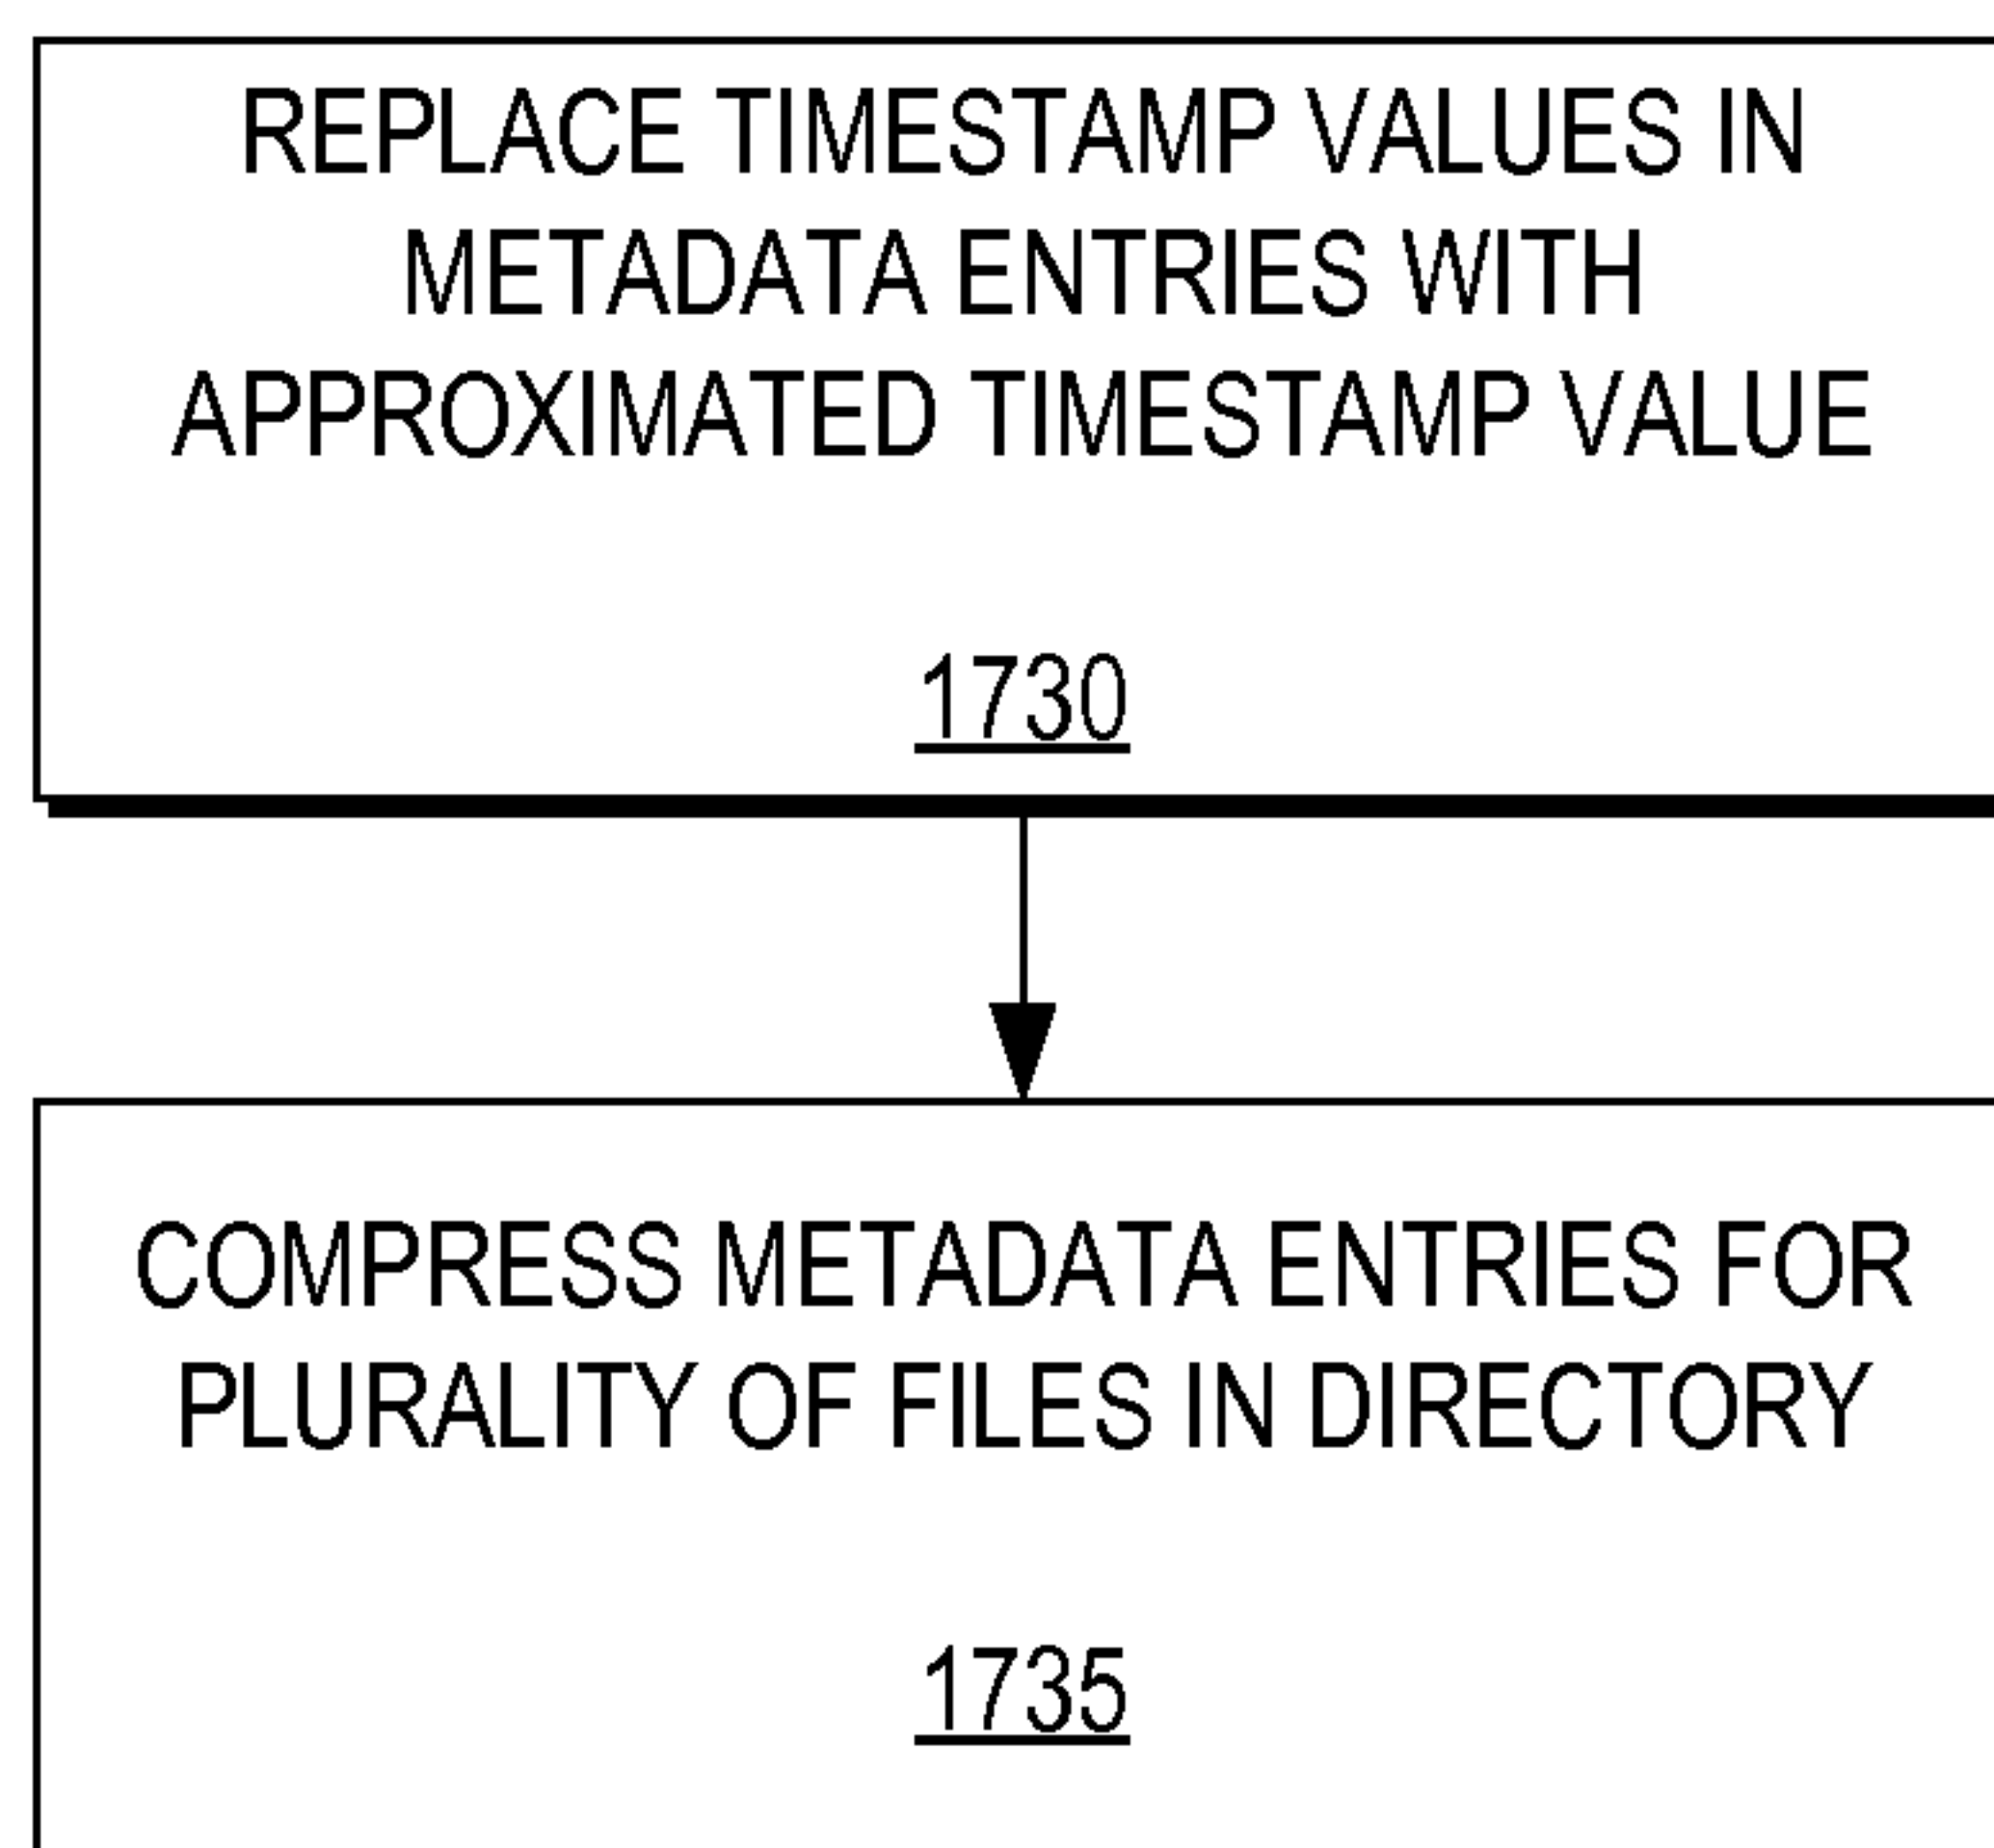 REPLACE TIMESTAMP VALUES IN
METADATA ENTRIES WITH
APPROXIMATED TIMESTAMP VALUE
1730
COMPRESS METADATA ENTRIES FOR
PLURALITY OF FILES IN DIRECTORY
1735